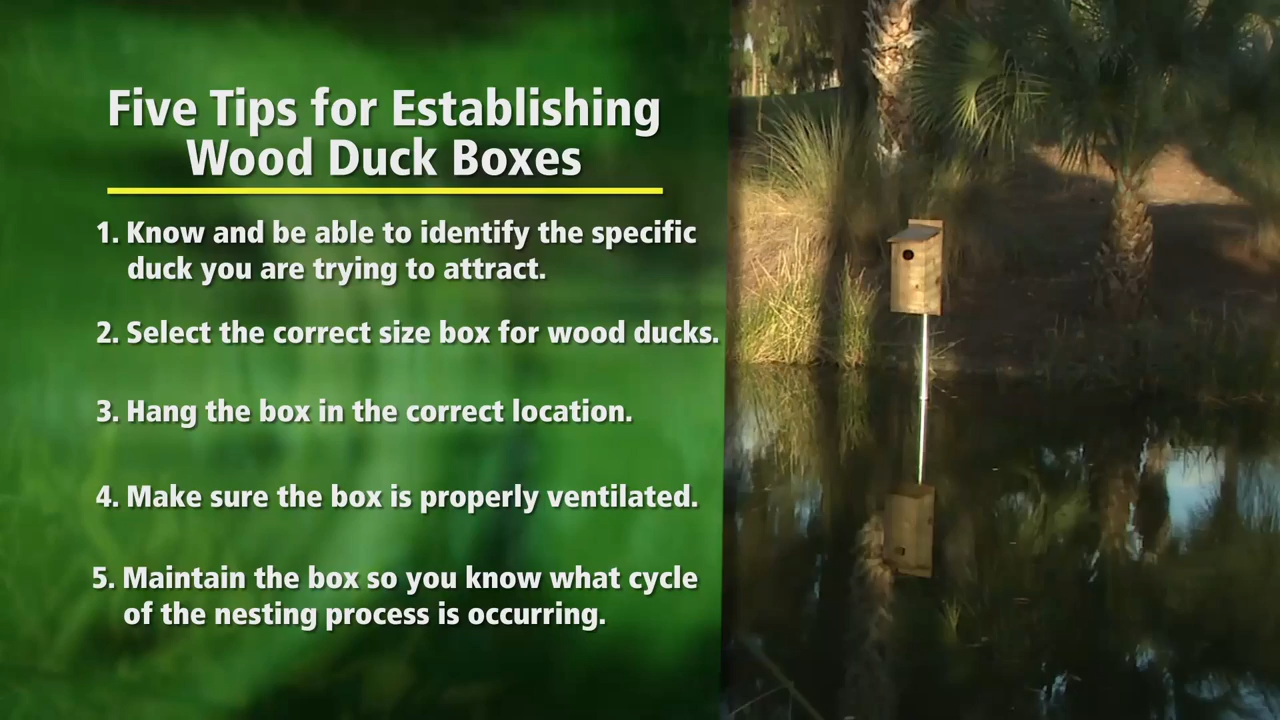 Five Tips for Establishing
Wood Duck Boxes
1. Know and be able to identify the specific
duck you are trying to attract.
2. Select the correct size box for wood ducks.
3. Hang the box in the correct location.
4. Make sure the box is properly ventilated.
5. Maintain the box so you know what cycle
of the nesting process is occurring.